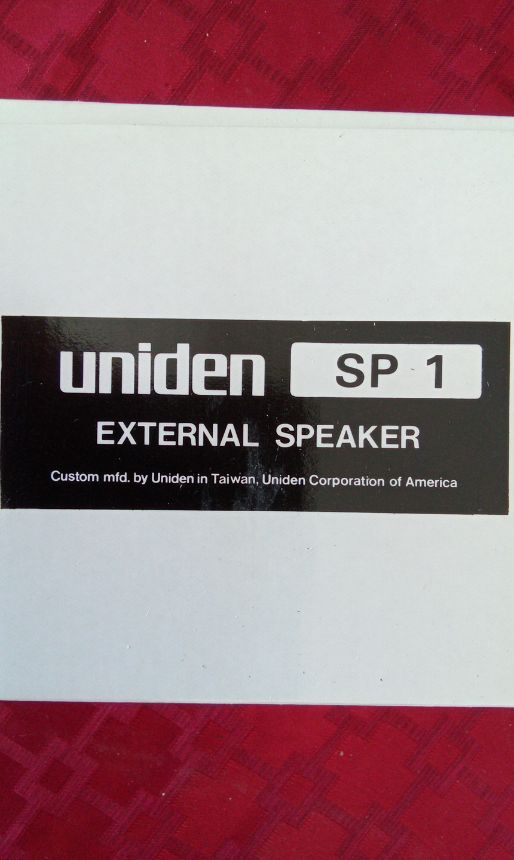 uniden SP 1
EXTERNAL SPEAKER
Custom mfd. by Uniden in Taiwan, Uniden Corporation of America